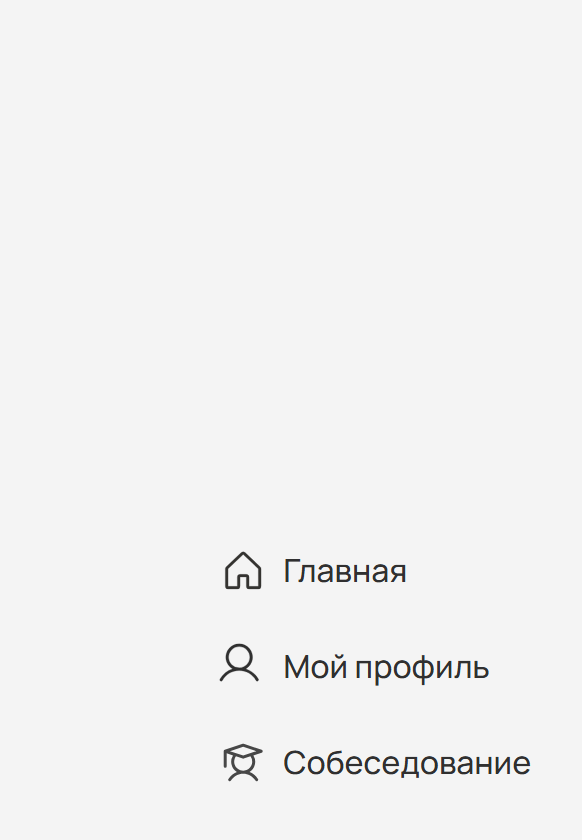 Главная
Мой профиль
Собеседование